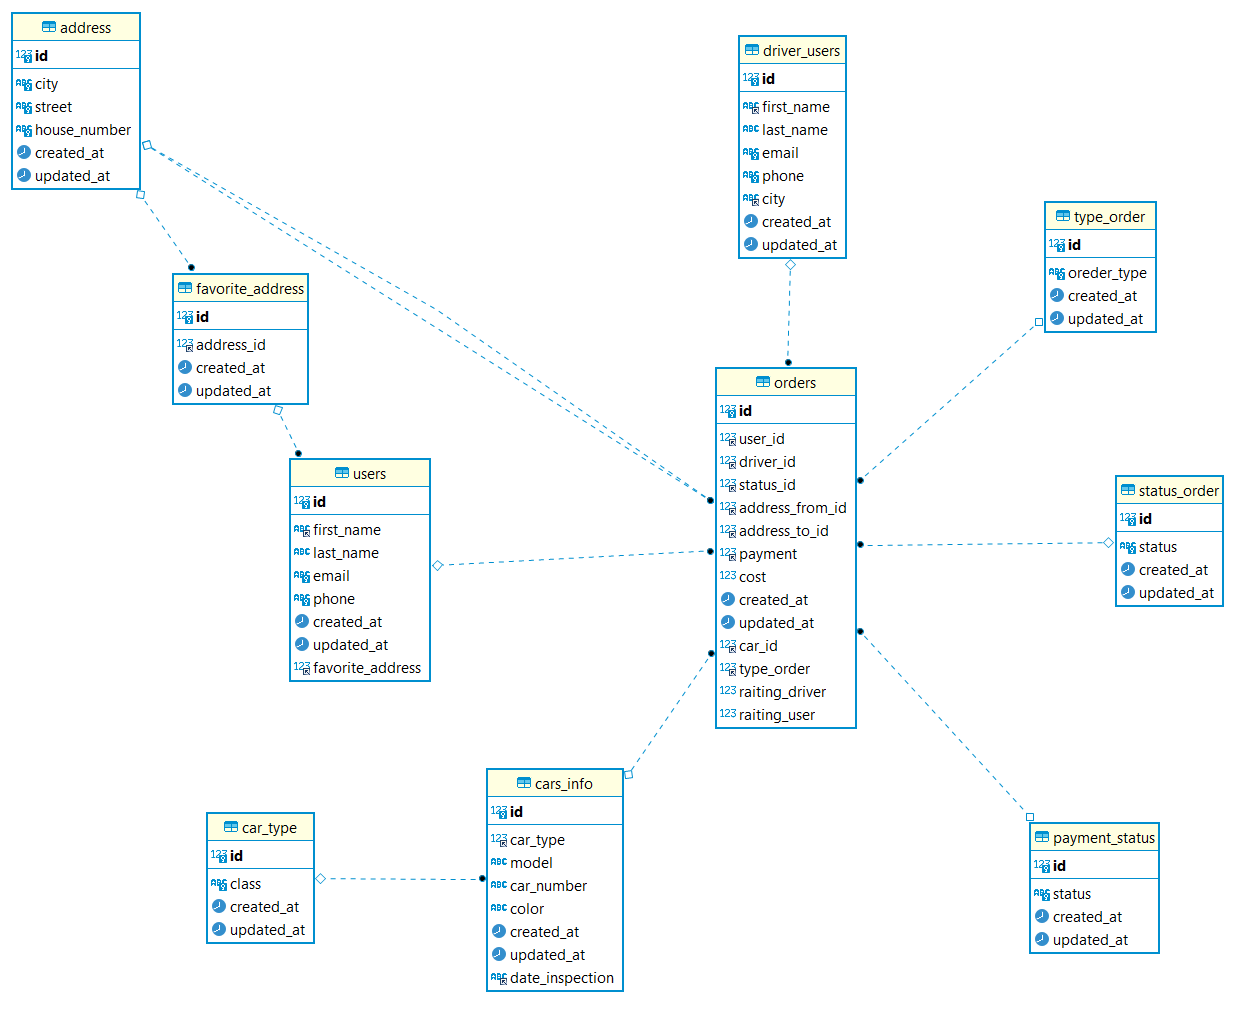 address
id
city
street
house_number
created_at
updated_at
driver_users
id
first_name
last_name
email
phone
city
created_at
updated_at
type_order
id
oreder_type
created_at
updated_at
favorite_address
id
address_id
created_at
updated_at
orders
id
user_id
driver_id
status_id
address_from_id
address_to_id
payment
cost
created_at
updated_at
car_id
type_order
raiting_driver
raiting_user
users
id
first_name
last_name
email
phone
created_at
updated_at
favorite_address
status_order
id
status
created_at
updated_at
cars_info
id
car_type
model
car_number
color
created_at
updated_at
date_inspection
car_type
id
class
created_at
updated_at
payment_status
id
status
created_at
updated_at